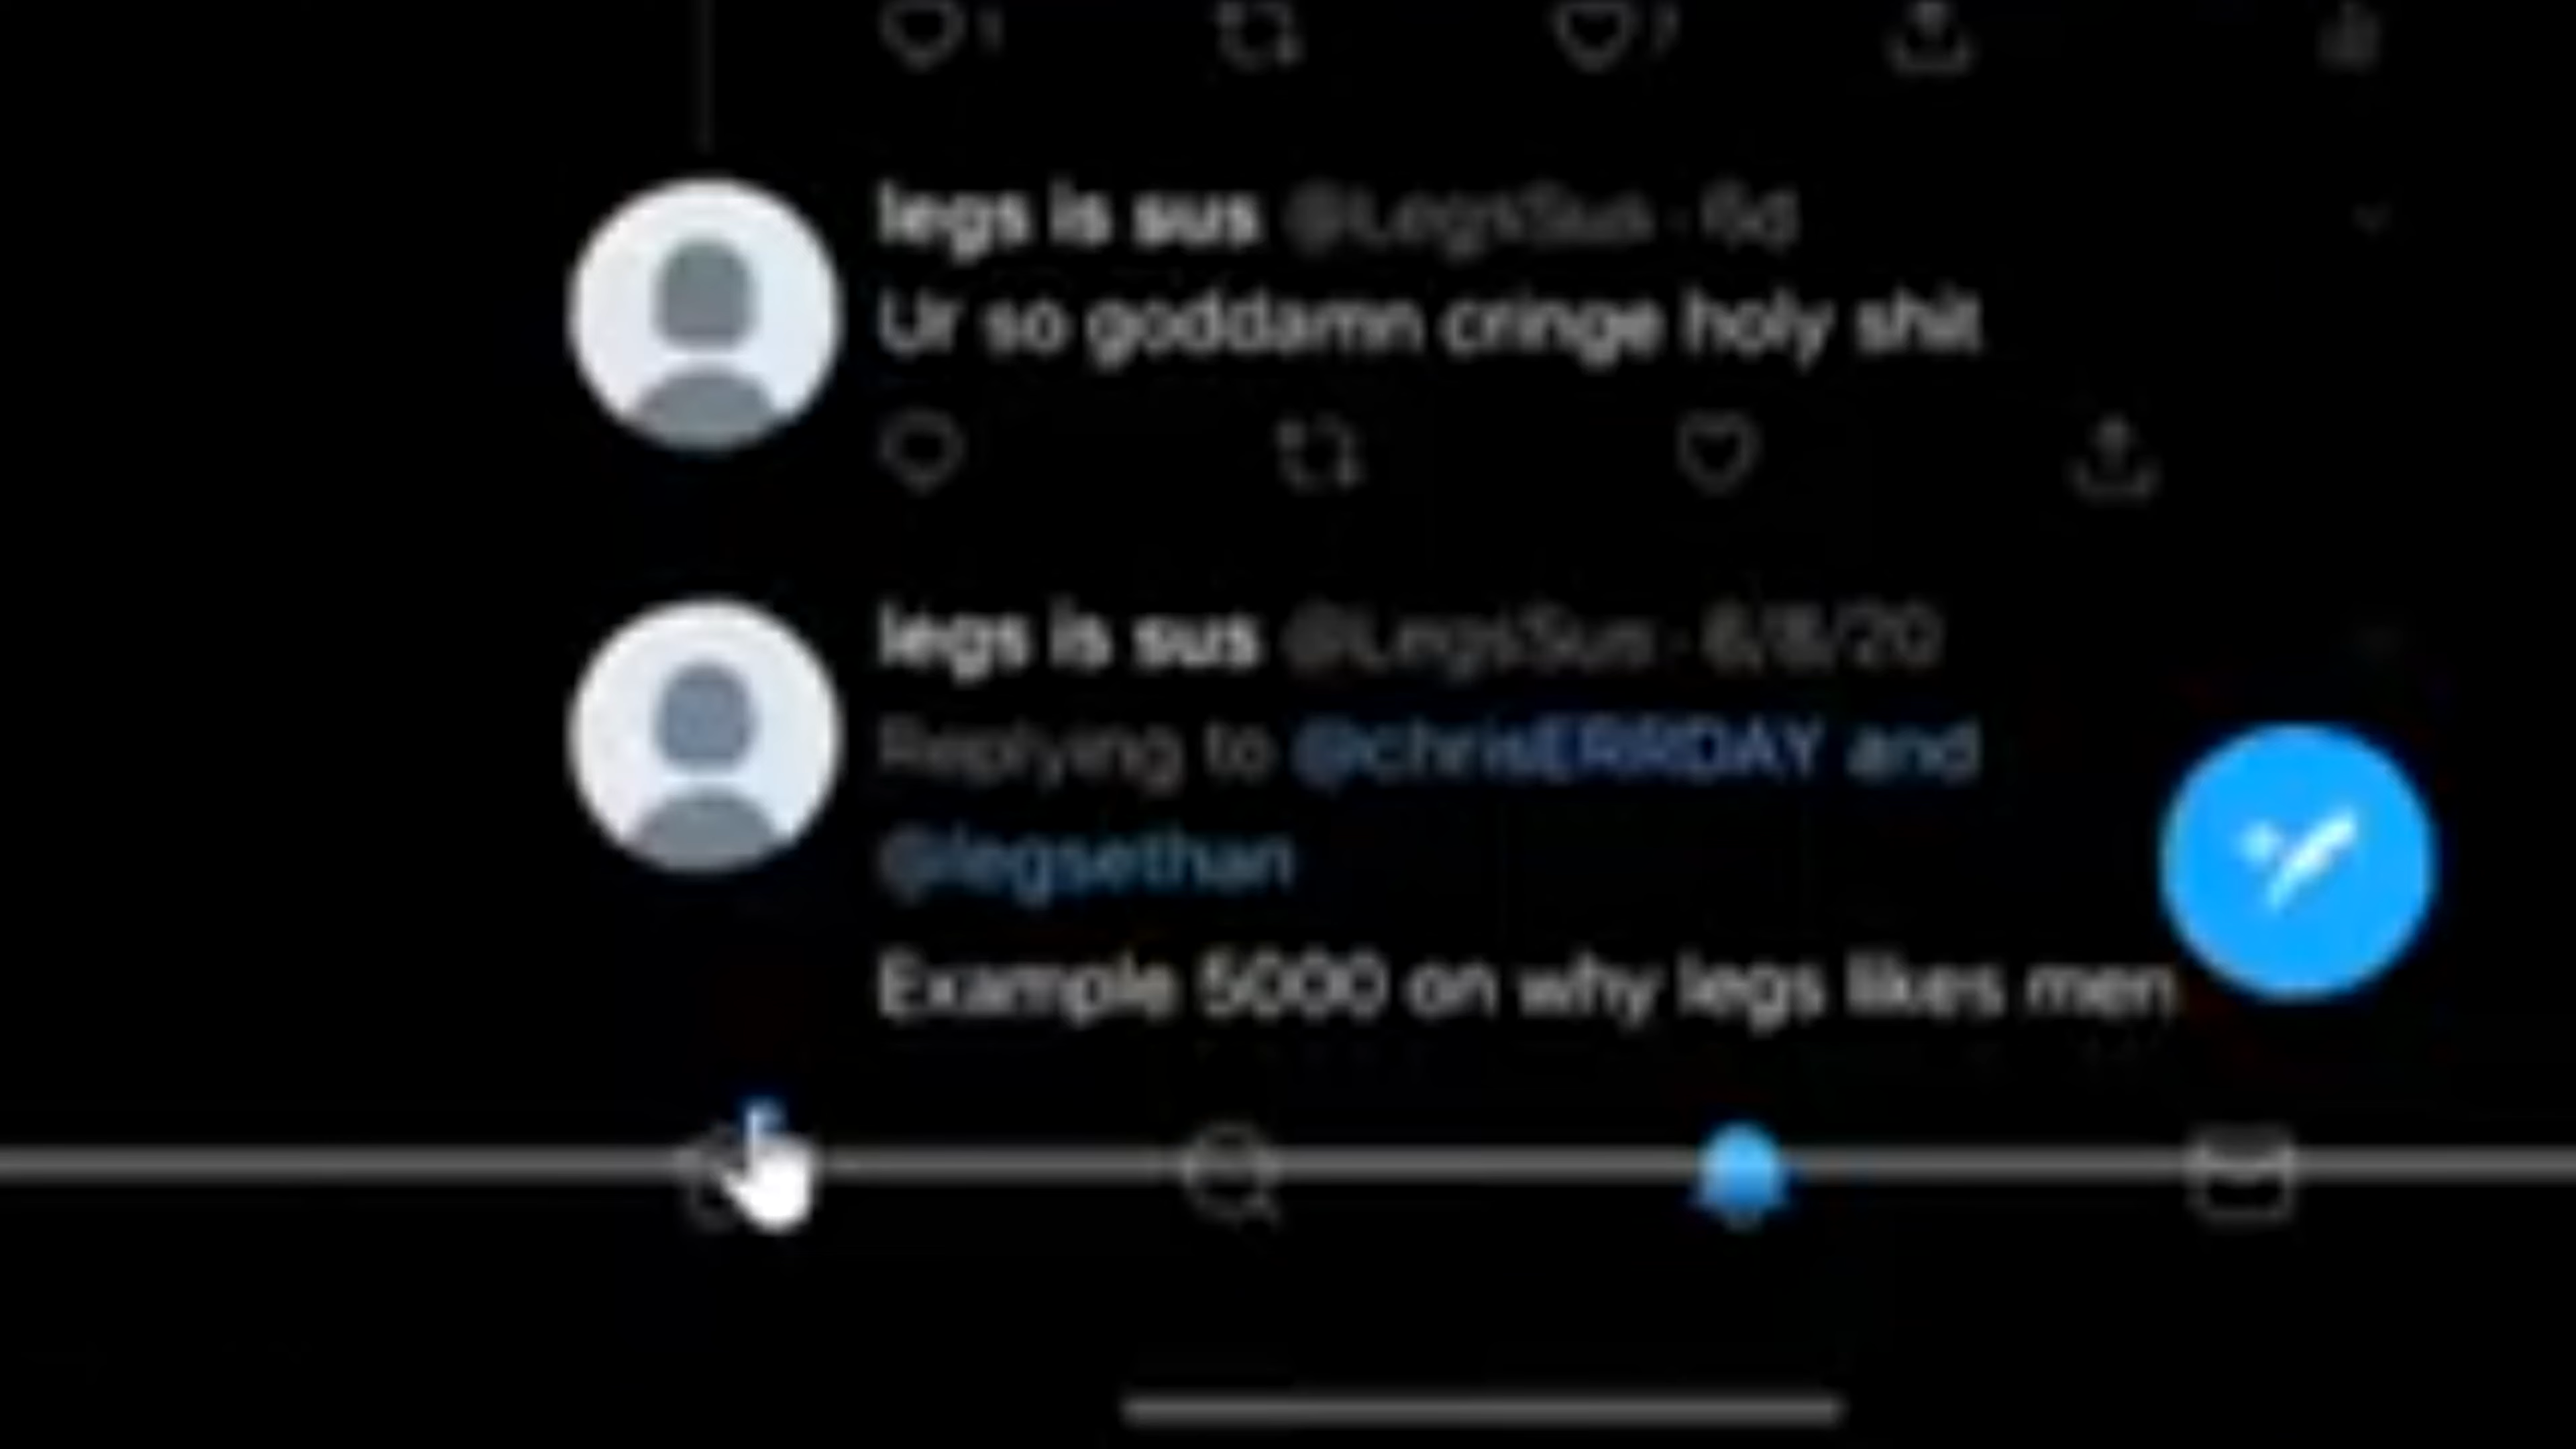 legs is sus @LegsSus · 6d
Ur so goddamn cringe holy shit
legs is sus @LegsSus · 6/8/20
Replying to @chrisERRDAY and
@legsethan
Example 5000 on why legs likes men